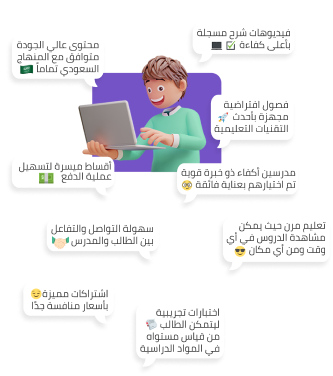 فيديوهات شرح مسجلة
بأعلى كفاءة ✅ 💻
محتوى عالي الجودة
متوافق مع المنهاج
السعودي تماماً 🇸🇦
فصول افتراضية
مجهزة بأحدث 🚀
التقنيات التعليمية
أقساط ميسرة لتسهيل
عملية الدفع 💵
مدرسين أكفاء ذو خبرة قوية
تم اختيارهم بعناية فائقة 🥇
تعليم مرن حيث يمكن
مشاهدة الدروس في أي
وقت ومن أي مكان 😎
سهولة التواصل والتفاعل
بين الطالب والمدرس 🤝
اشتراكات مميزة😏
بأسعار منافسة جدًا
اختبارات تجريبية
ليتمكن الطالب
من قياس مستواه
في المواد الدراسية